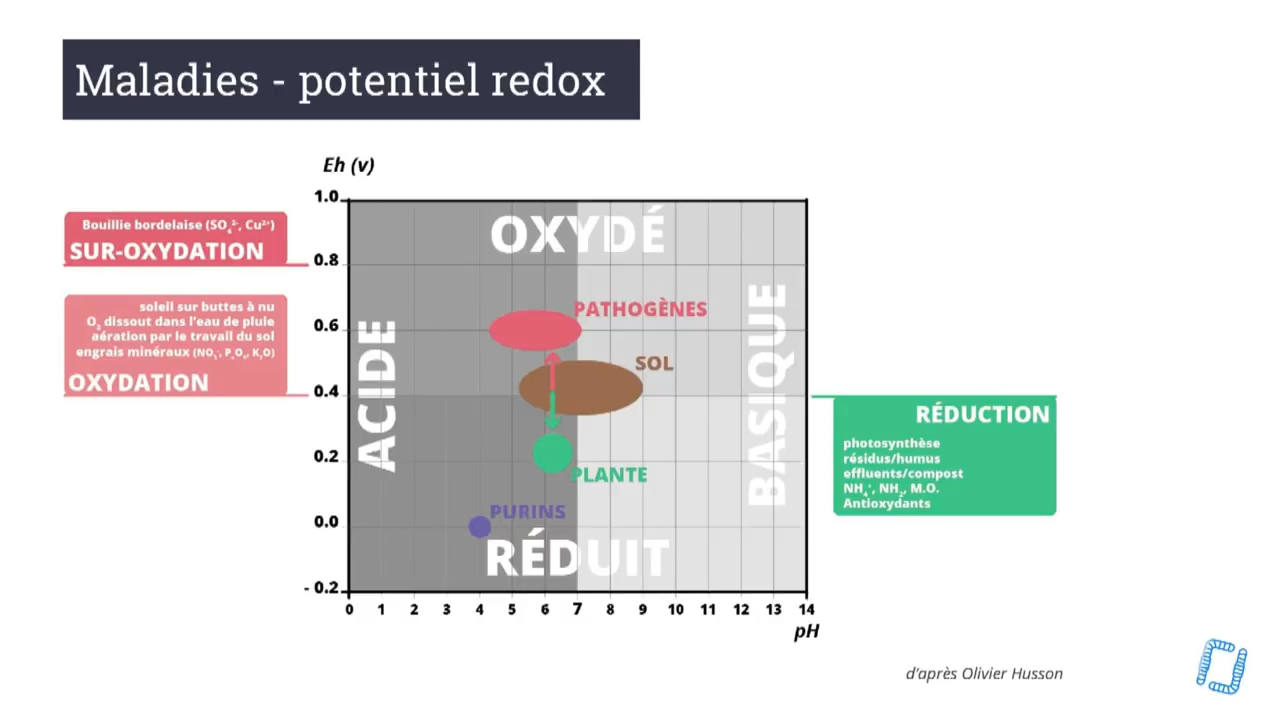 Maladies - potentiel redox
Eh (v)
1.0
0.8
0.6
0.4
0.2
0.0
- 0.2
0 1 2 3 4 5 6 7 8 9 10 11 12 13 14
pH
Bouillie bordelaise (SO₄²⁻, Cu²⁺)
SUR-OXYDATION
soleil sur buttes à nu
O₂ dissout dans l'eau de pluie
aération par le travail du sol
engrais minéraux (NO₃⁻, P₂O₅, K₂O)
OXYDATION
OXYDÉ
ACIDE
BASIQUE
RÉDUIT
PATHOGÈNES
SOL
PLANTE
PURINS
RÉDUCTION
photosynthèse
résidus/humus
effluents/compost
NH₄⁺, NH₂, M.O.
Antioxydants
d'après Olivier Husson